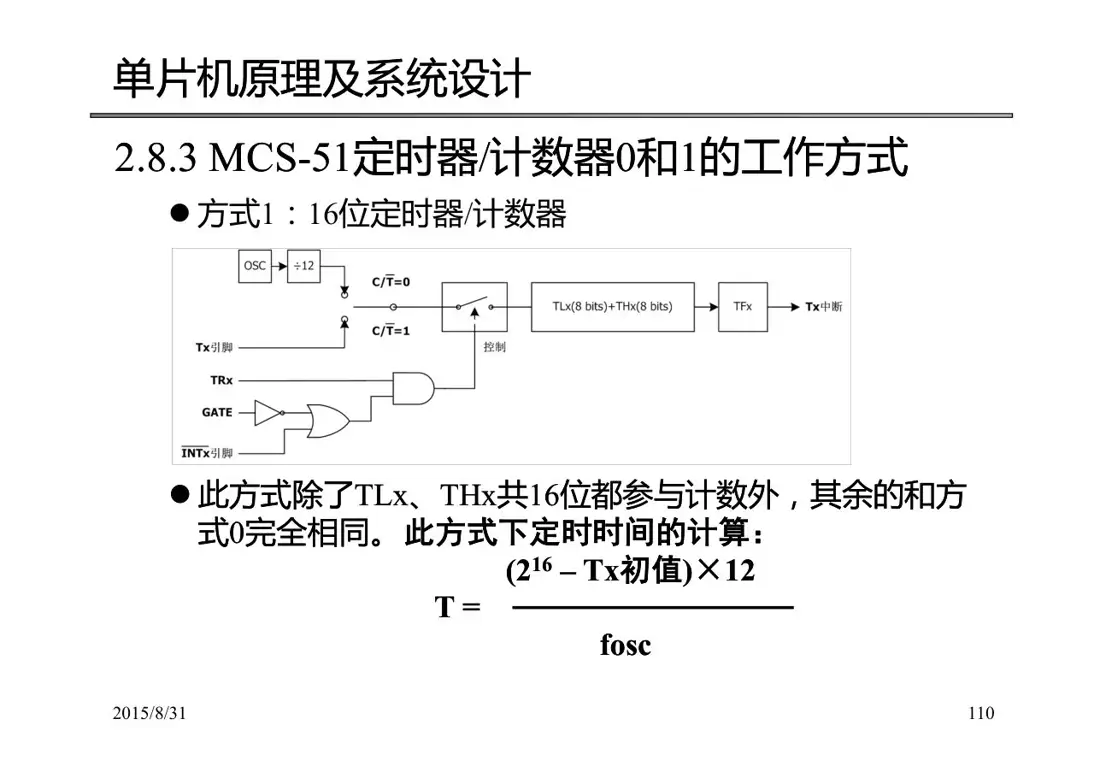 单片机原理及系统设计
2.8.3 MCS-51定时器/计数器0和1的工作方式
● 方式1：16位定时器/计数器
OSC
÷12
C/T̅=0
C/T̅=1
TLx(8 bits)+THx(8 bits)
TFx
Tx中断
Tx引脚
控制
TRx
GATE
I̅N̅T̅x̅引脚
● 此方式除了TLx、THx共16位都参与计数外，其余的和方
式0完全相同。此方式下定时时间的计算：
(2¹⁶ – Tx初值)×12
T =
fosc
2015/8/31
110